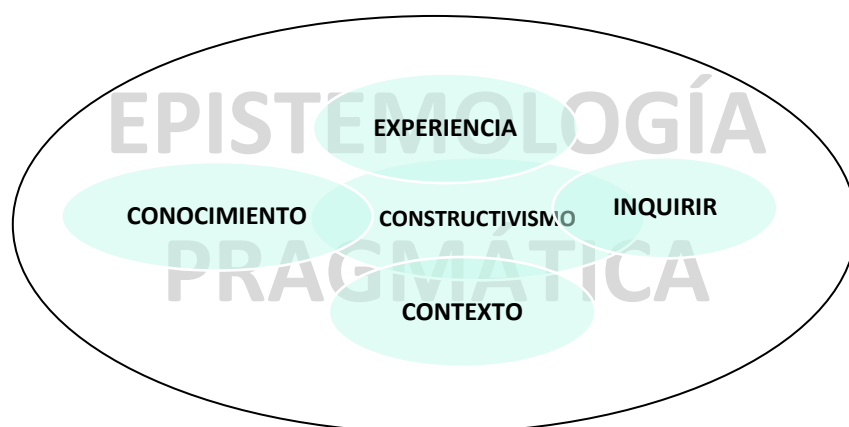 EPISTEMOLOGÍA
EXPERIENCIA
CONOCIMIENTO
CONSTRUCTIVISMO
INQUIRIR
PRAGMÁTICA
CONTEXTO